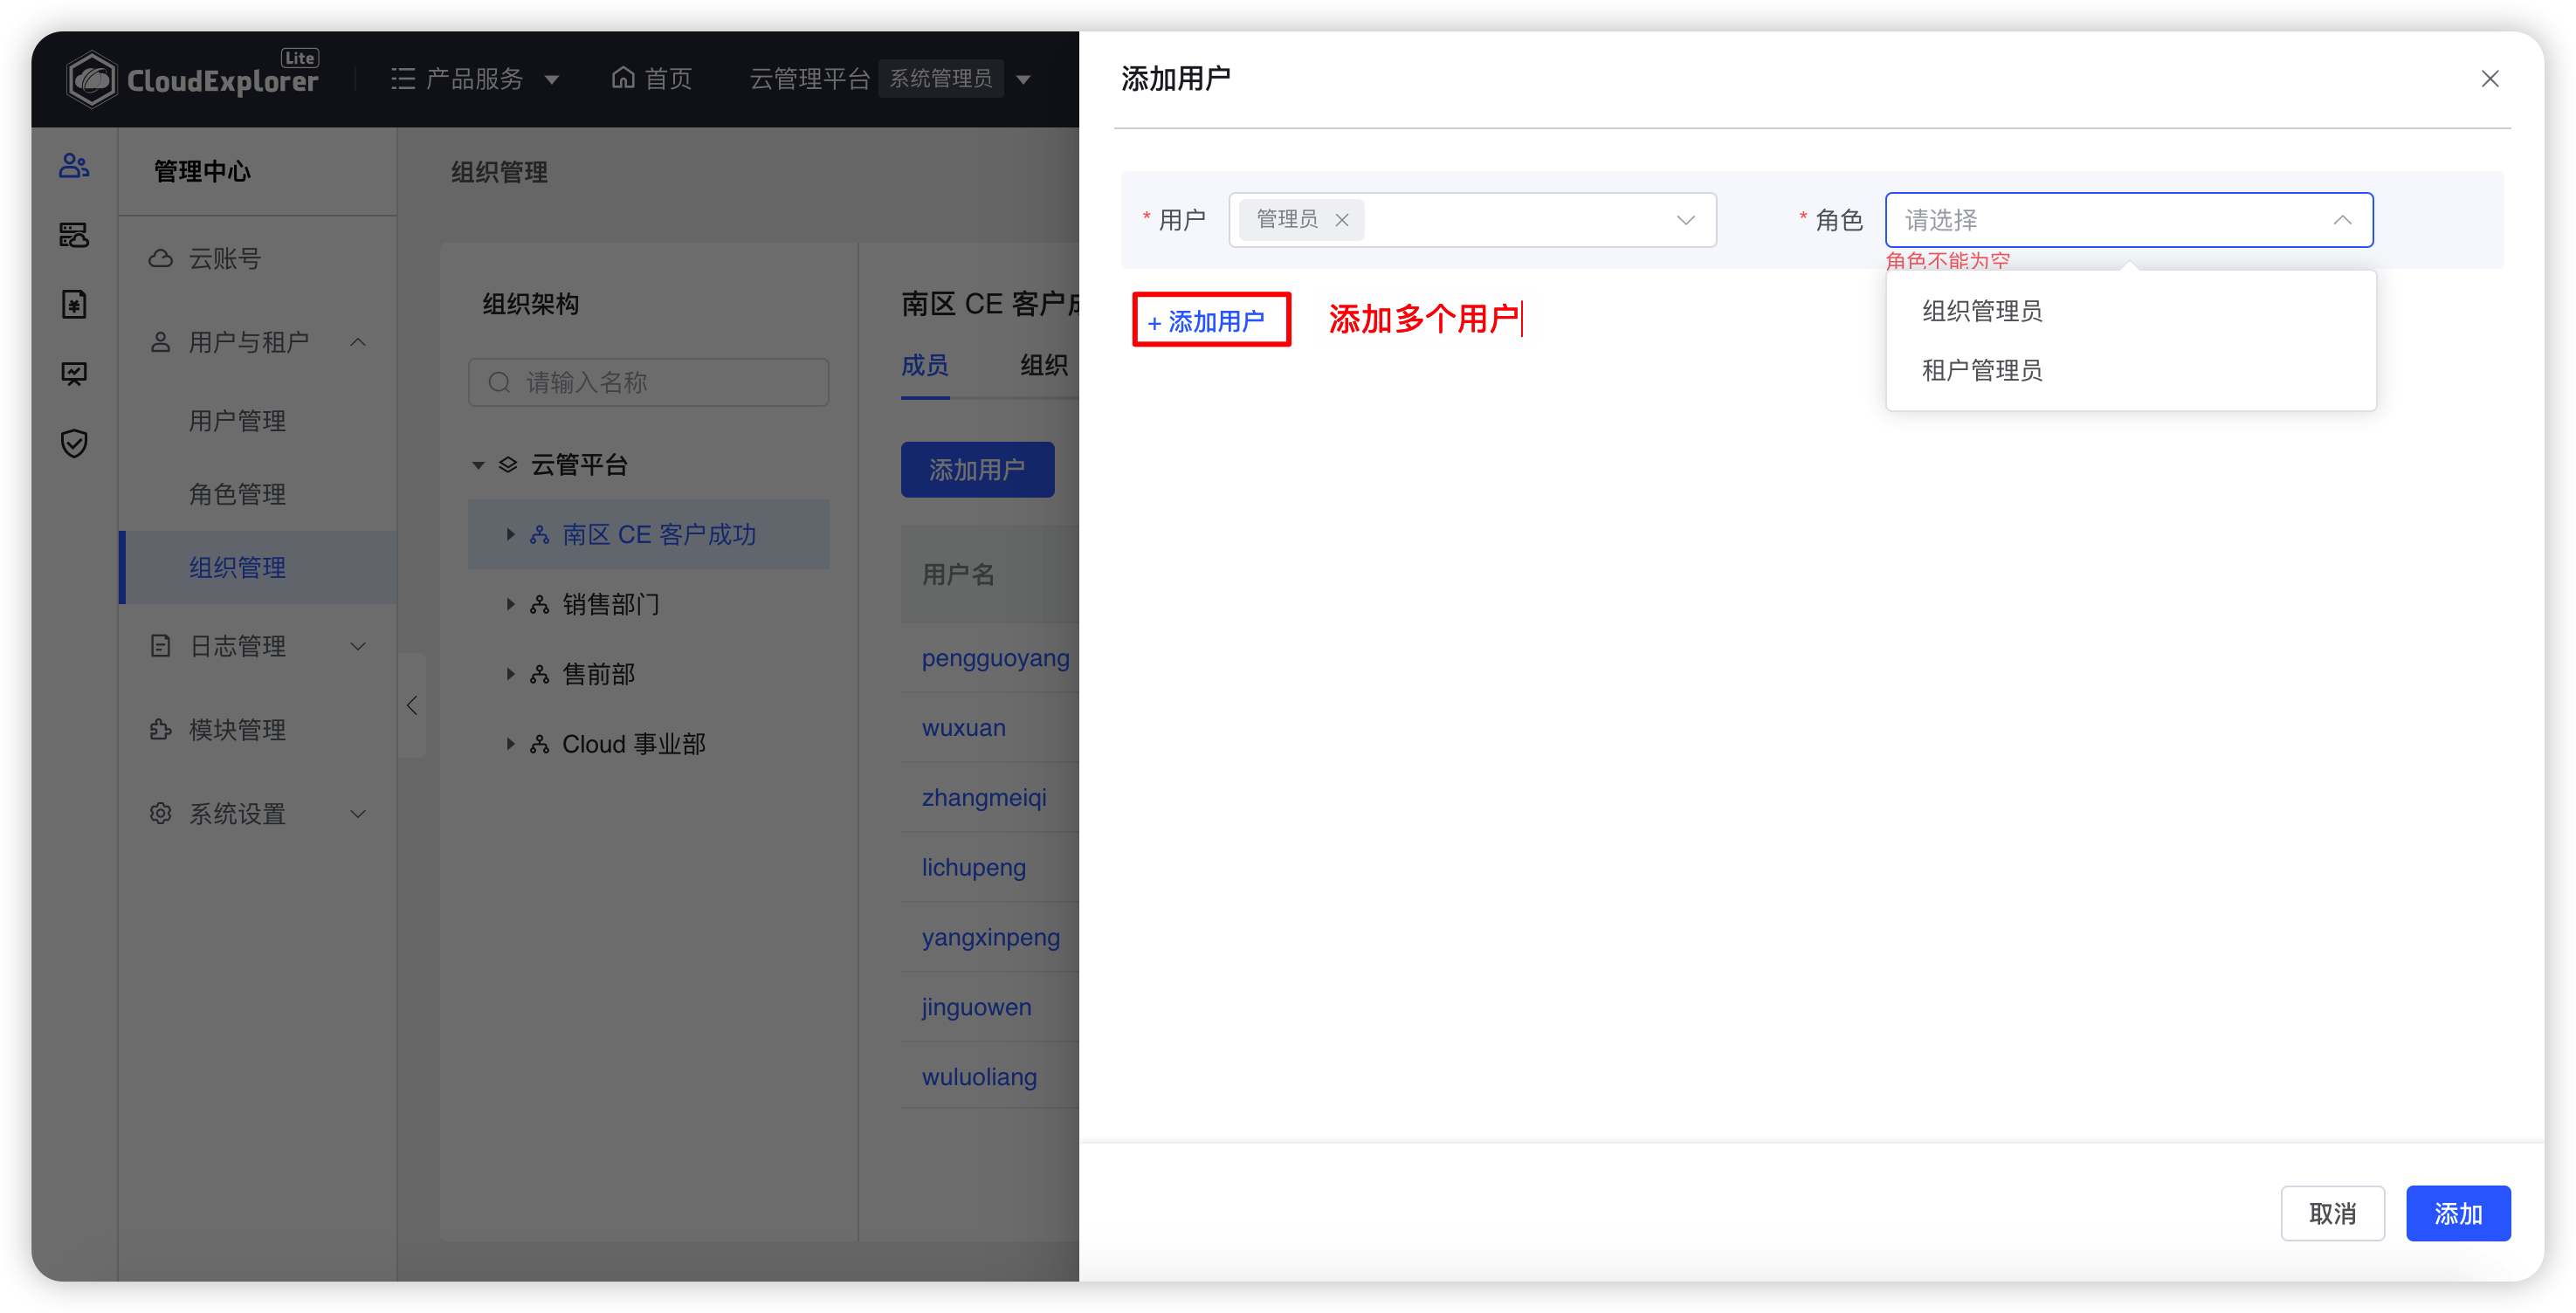 CloudExplorer Lite
产品服务
首页
云管理平台 系统管理员
管理中心
云账号
用户与租户
用户管理
角色管理
组织管理
日志管理
模块管理
系统设置
组织管理
组织架构
请输入名称
云管平台
南区 CE 客户成功
销售部门
售前部
Cloud 事业部
南区 CE 客户成
成员 组织
添加用户
用户名
pengguoyang
wuxuan
zhangmeiqi
lichupeng
yangxinpeng
jinguowen
wuluoliang
添加用户
* 用户 管理员
* 角色 请选择
角色不能为空
组织管理员
租户管理员
+ 添加用户 添加多个用户
取消 添加